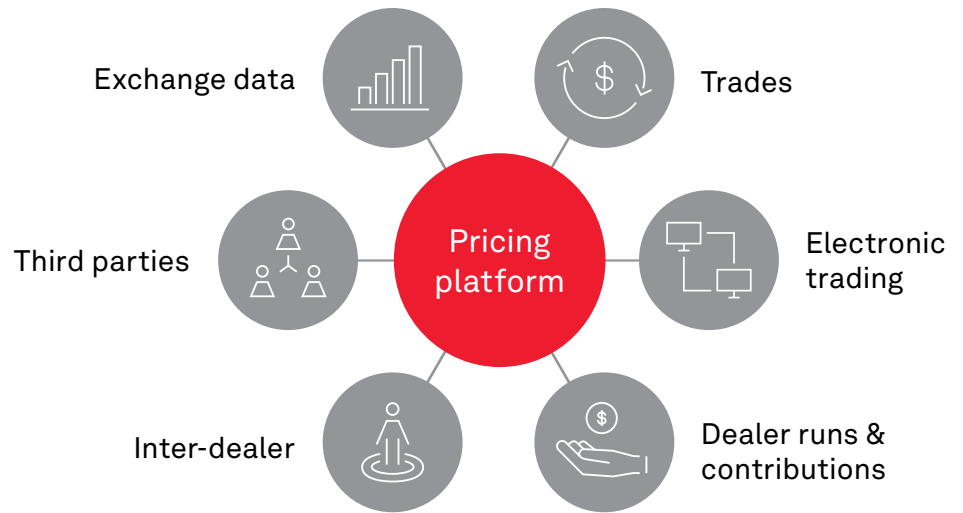 Exchange data
$
Trades
Third parties
Pricing
platform
Electronic
trading
Inter-dealer
$
Dealer runs &
contributions